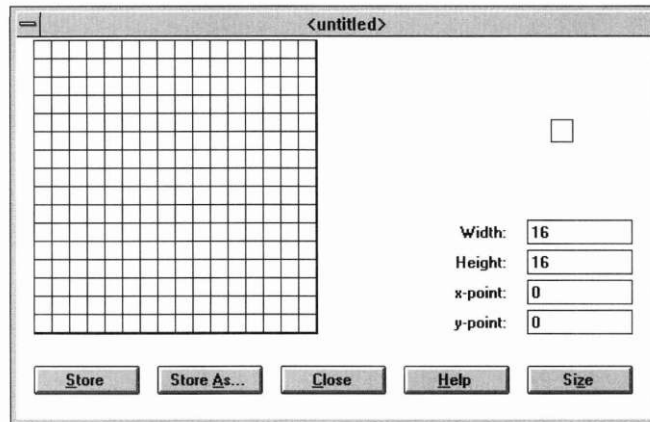 <untitled>
Width: 16
Height: 16
x-point: 0
y-point: 0
Store Store As... Close Help Size